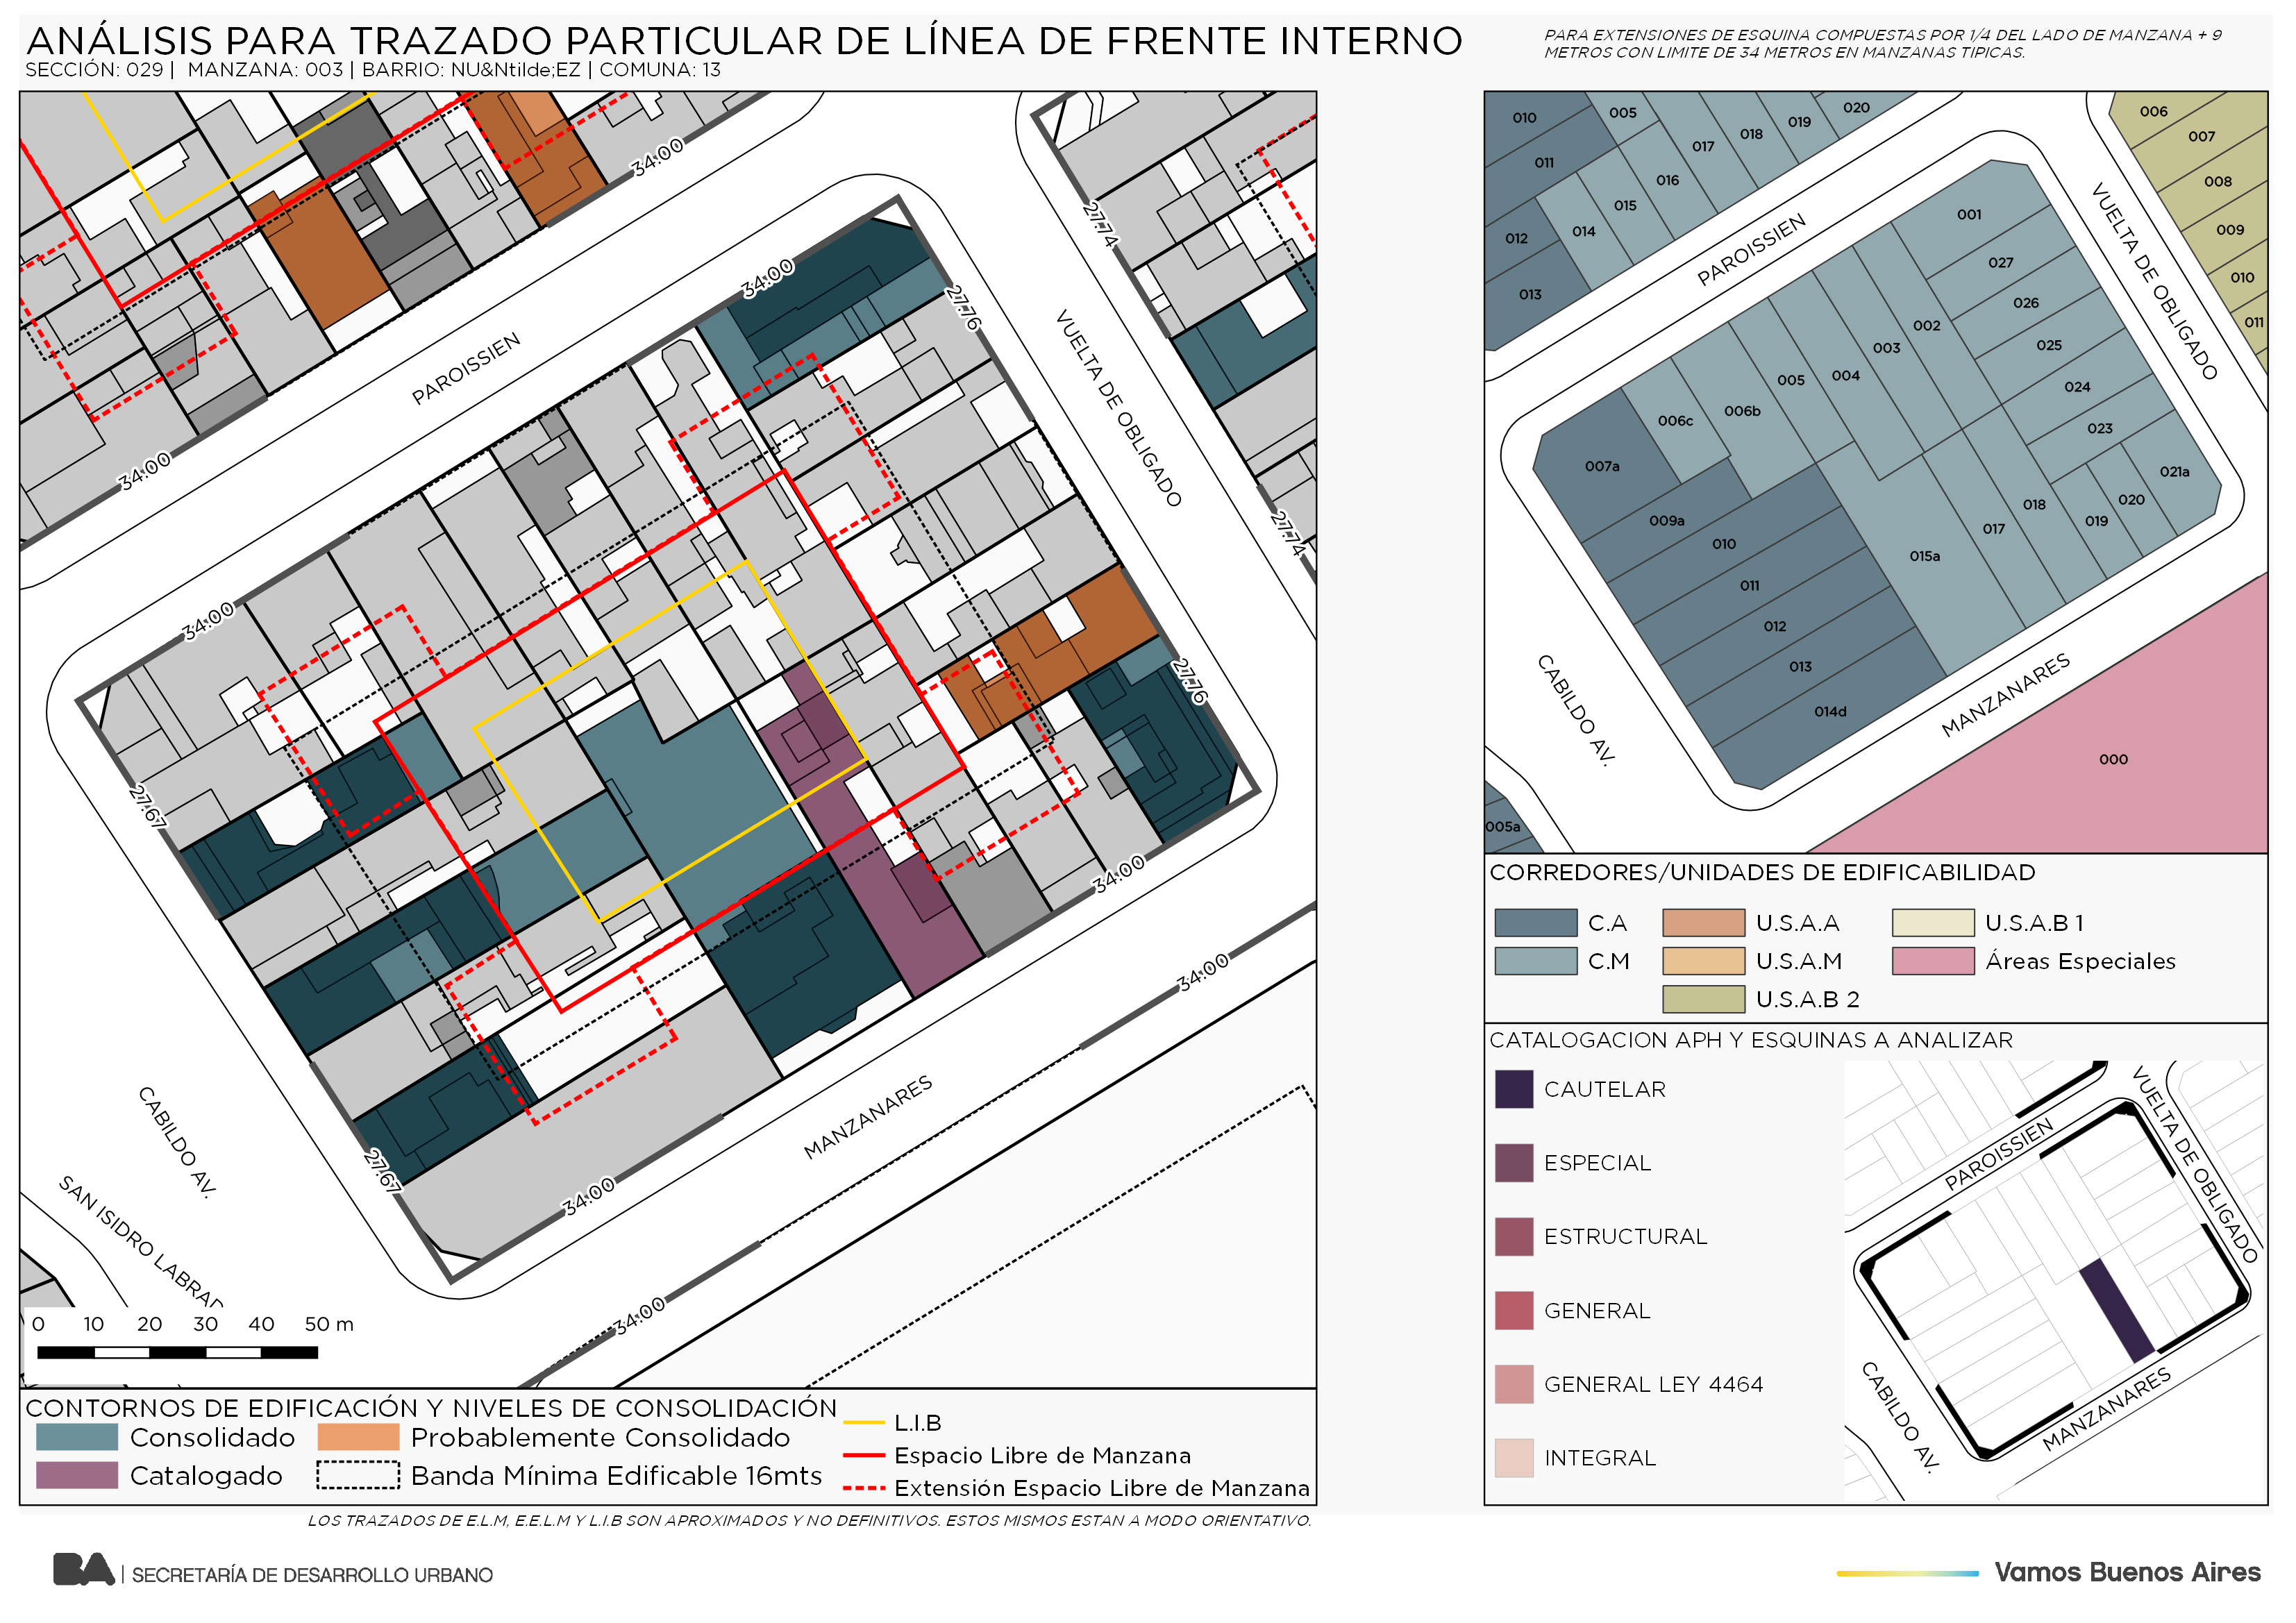 ANÁLISIS PARA TRAZADO PARTICULAR DE LÍNEA DE FRENTE INTERNO
SECCIÓN: 029 | MANZANA: 003 | BARRIO: NU&Ntilde;EZ | COMUNA: 13
PARA EXTENSIONES DE ESQUINA COMPUESTAS POR 1/4 DEL LADO DE MANZANA + 9
METROS CON LIMITE DE 34 METROS EN MANZANAS TIPICAS.
34.00
34.00
34.00
34.00
27.74
27.74
27.76
27.76
27.67
27.67
34.00
34.00
34.00
34.00
PAROISSIEN
VUELTA DE OBLIGADO
MANZANARES
CABILDO AV.
SAN ISIDRO LABRAD
0 10 20 30 40 50 m
CONTORNOS DE EDIFICACIÓN Y NIVELES DE CONSOLIDACIÓN
Consolidado
Probablemente Consolidado
Catalogado
Banda Mínima Edificable 16mts
L.I.B
Espacio Libre de Manzana
Extensión Espacio Libre de Manzana
LOS TRAZADOS DE E.L.M, E.E.L.M Y L.I.B SON APROXIMADOS Y NO DEFINITIVOS. ESTOS MISMOS ESTAN A MODO ORIENTATIVO.
010
005
017
018
019
020
011
016
015
014
012
013
006
007
008
009
010
011
PAROISSIEN
VUELTA DE OBLIGADO
001
027
026
002
025
003
024
004
005
023
006b
006c
021a
007a
020
018
019
009a
017
010
015a
011
012
013
014d
MANZANARES
CABILDO AV.
000
005a
CORREDORES/UNIDADES DE EDIFICABILIDAD
C.A
U.S.A.A
U.S.A.B 1
C.M
U.S.A.M
Áreas Especiales
U.S.A.B 2
CATALOGACION APH Y ESQUINAS A ANALIZAR
CAUTELAR
ESPECIAL
ESTRUCTURAL
GENERAL
GENERAL LEY 4464
INTEGRAL
PAROISSIEN
VUELTA DE OBLIGADO
MANZANARES
CABILDO AV.
BA | SECRETARÍA DE DESARROLLO URBANO
Vamos Buenos Aires